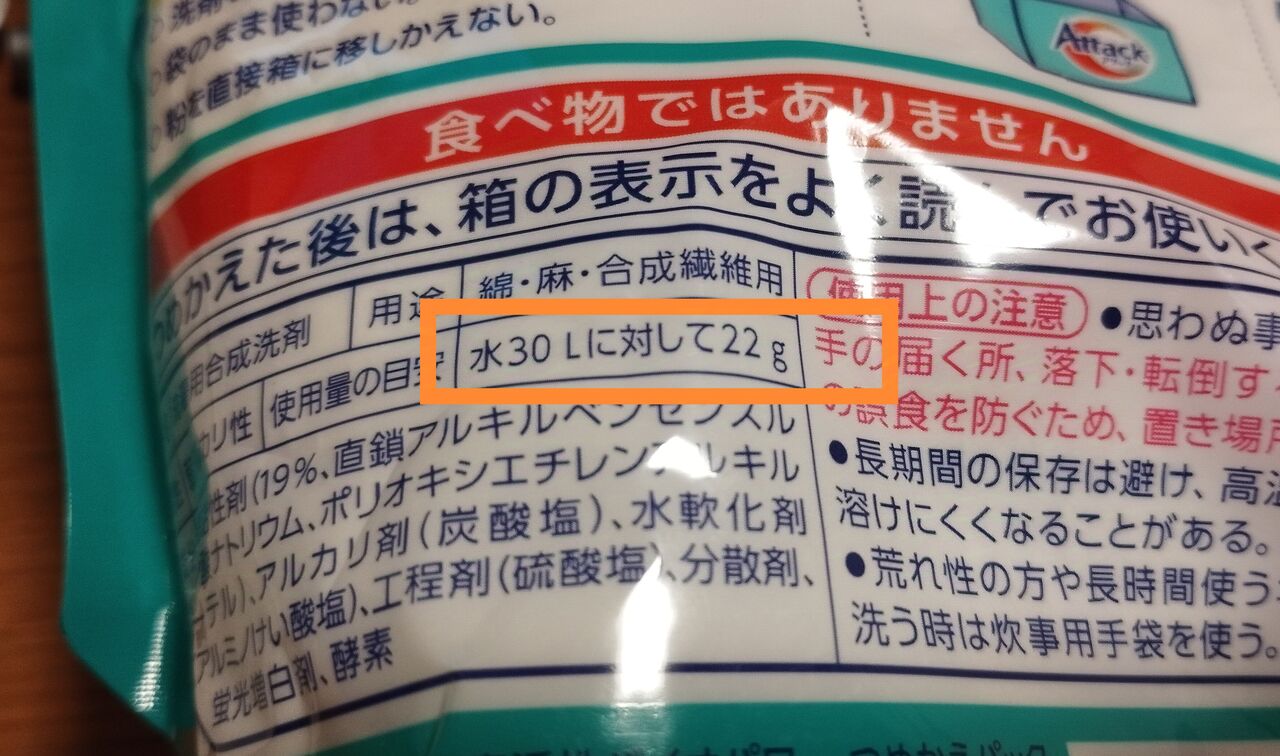 袋のまま使わない。
粉を直接箱に移しかえない。
Attack
食べ物ではありません
つめかえた後は、箱の表示をよく読んでお使いく
用合成洗剤
用途
綿・麻・合成繊維用
カリ性
使用量の目安
水30 Lに対して22 g
性剤(19%、直鎖アルキルベンゼンスル
ナトリウム、ポリオキシエチレンアルキル
テル)、アルカリ剤(炭酸塩)、水軟化剤
アルミノけい酸塩)、工程剤(硫酸塩)、分散剤、
蛍光増白剤、酵素
使用上の注意
●思わぬ事
手の届く所、落下・転倒す
の誤食を防ぐため、置き場所
●長期間の保存は避け、高温
溶けにくくなることがある。
●荒れ性の方や長時間使う
洗う時は炊事用手袋を使う。